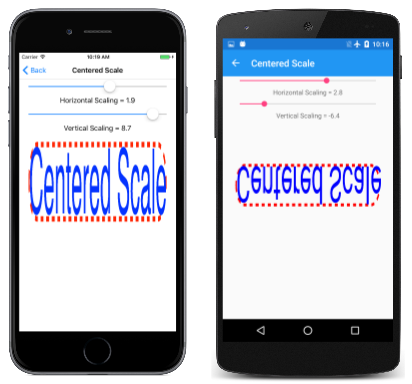 Carrier 10:19 AM
Back Centered Scale
Horizontal Scaling = 1.9
Vertical Scaling = 8.7
Centered Scale
10:16
Centered Scale
Horizontal Scaling = 2.8
Vertical Scaling = -6.4
Centered Scale